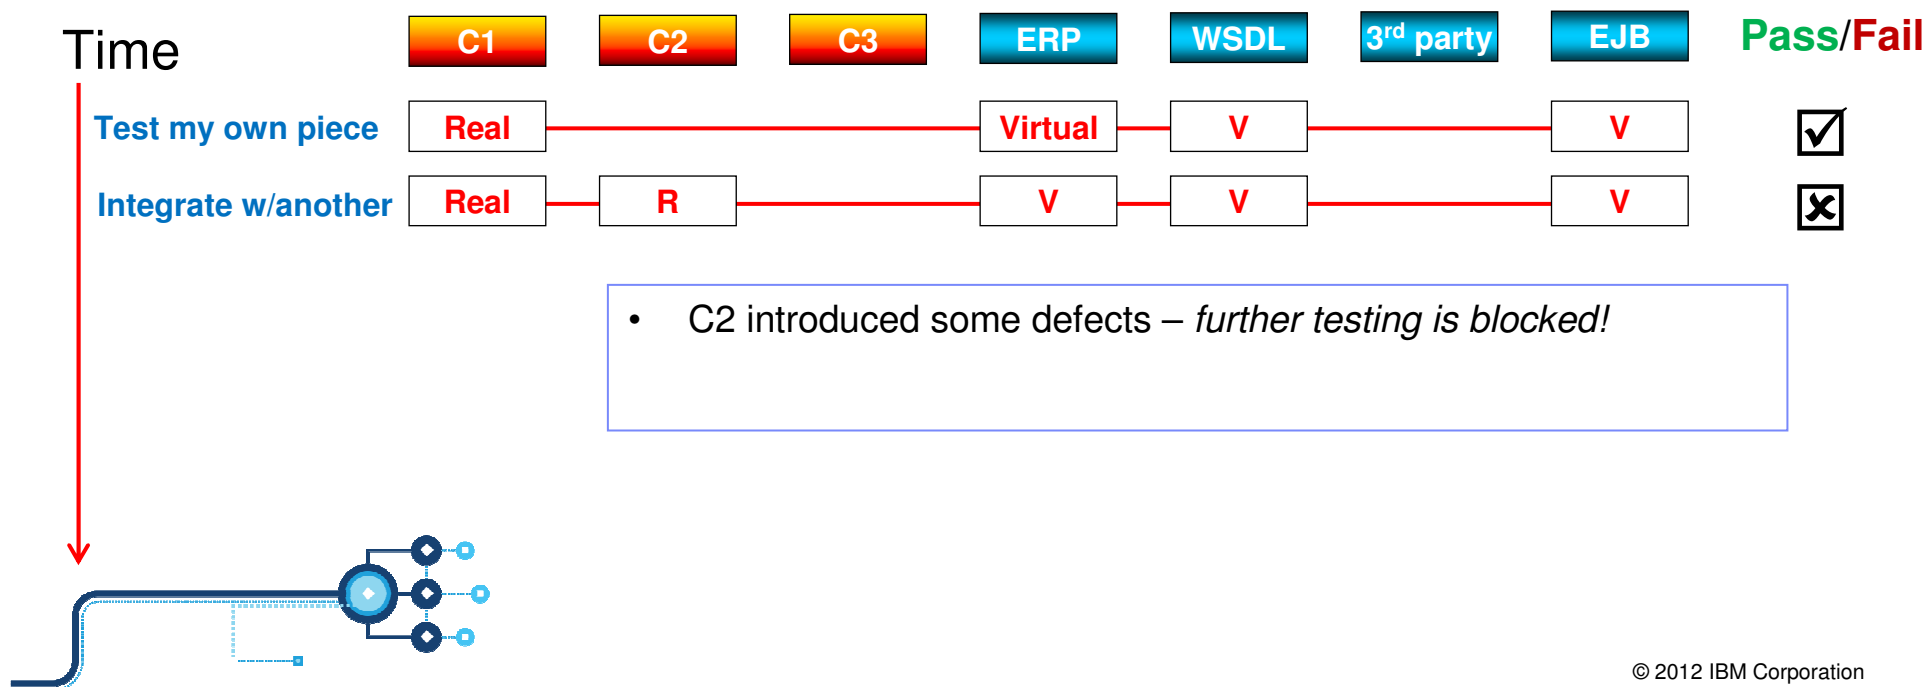 Time C1 C2 C3 ERP WSDL 3rd party EJB Pass/Fail
Test my own piece Real Virtual V V
Integrate w/another Real R V V V
• C2 introduced some defects – further testing is blocked!
© 2012 IBM Corporation